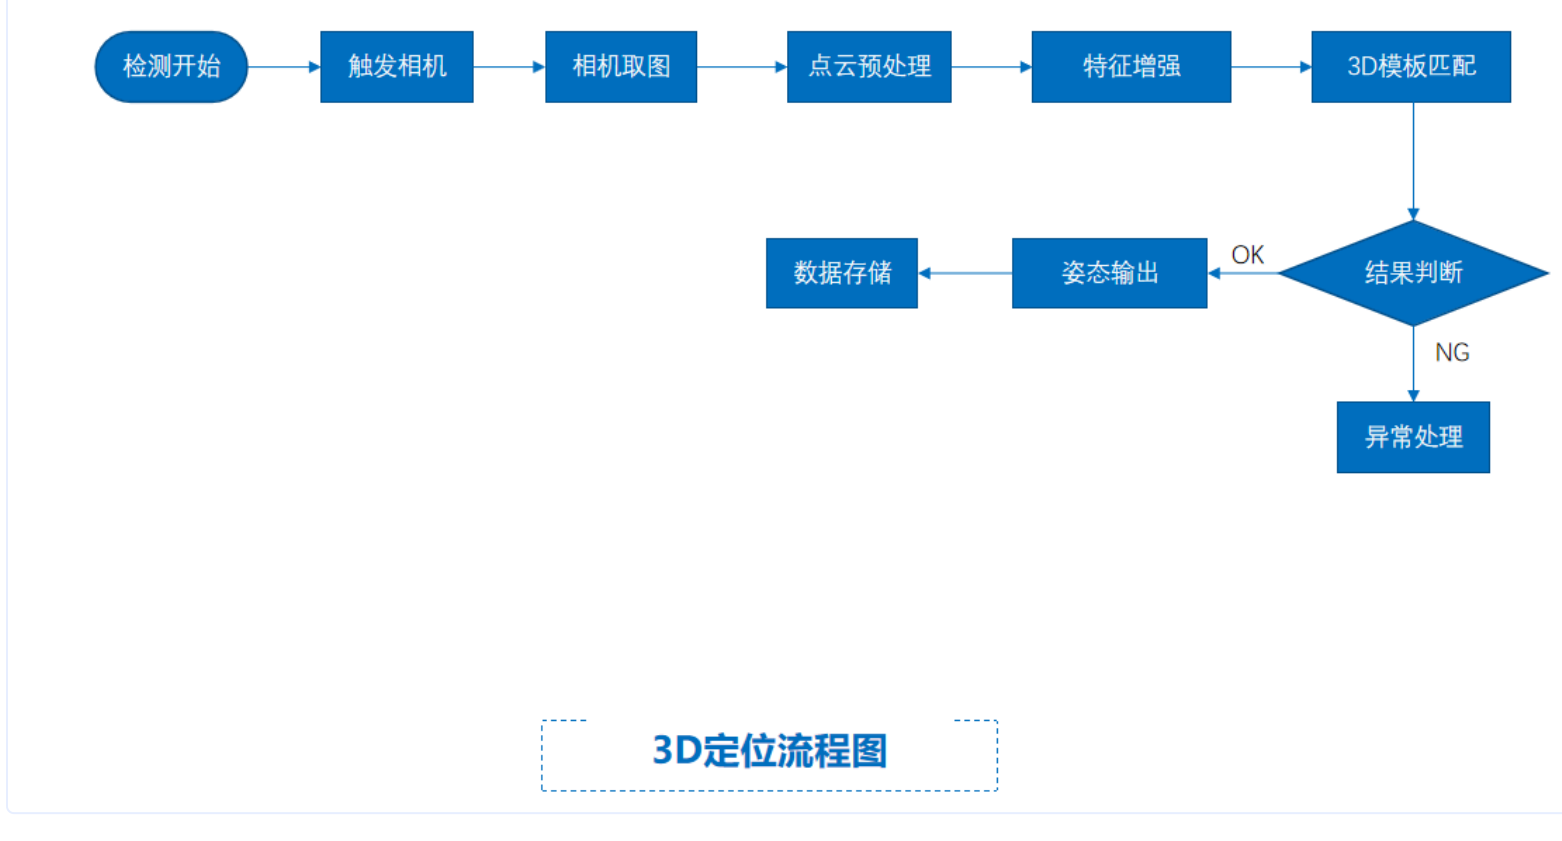 检测开始
触发相机
相机取图
点云预处理
特征增强
3D模板匹配
数据存储
姿态输出
OK
结果判断
NG
异常处理
3D定位流程图